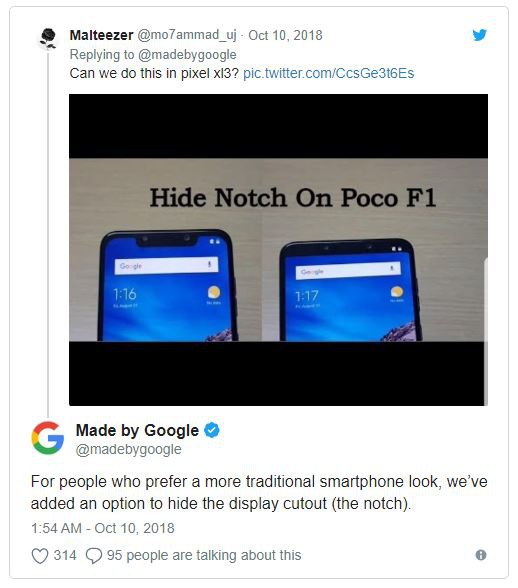 Malteezer @mo7ammad_uj · Oct 10, 2018
Replying to @madebygoogle
Can we do this in pixel xl3? pic.twitter.com/CcsGe3t6Es
Hide Notch On Poco F1
Google
Google
1:16
1:17
Made by Google
@madebygoogle
For people who prefer a more traditional smartphone look, we've
added an option to hide the display cutout (the notch).
1:54 AM - Oct 10, 2018
314 95 people are talking about this